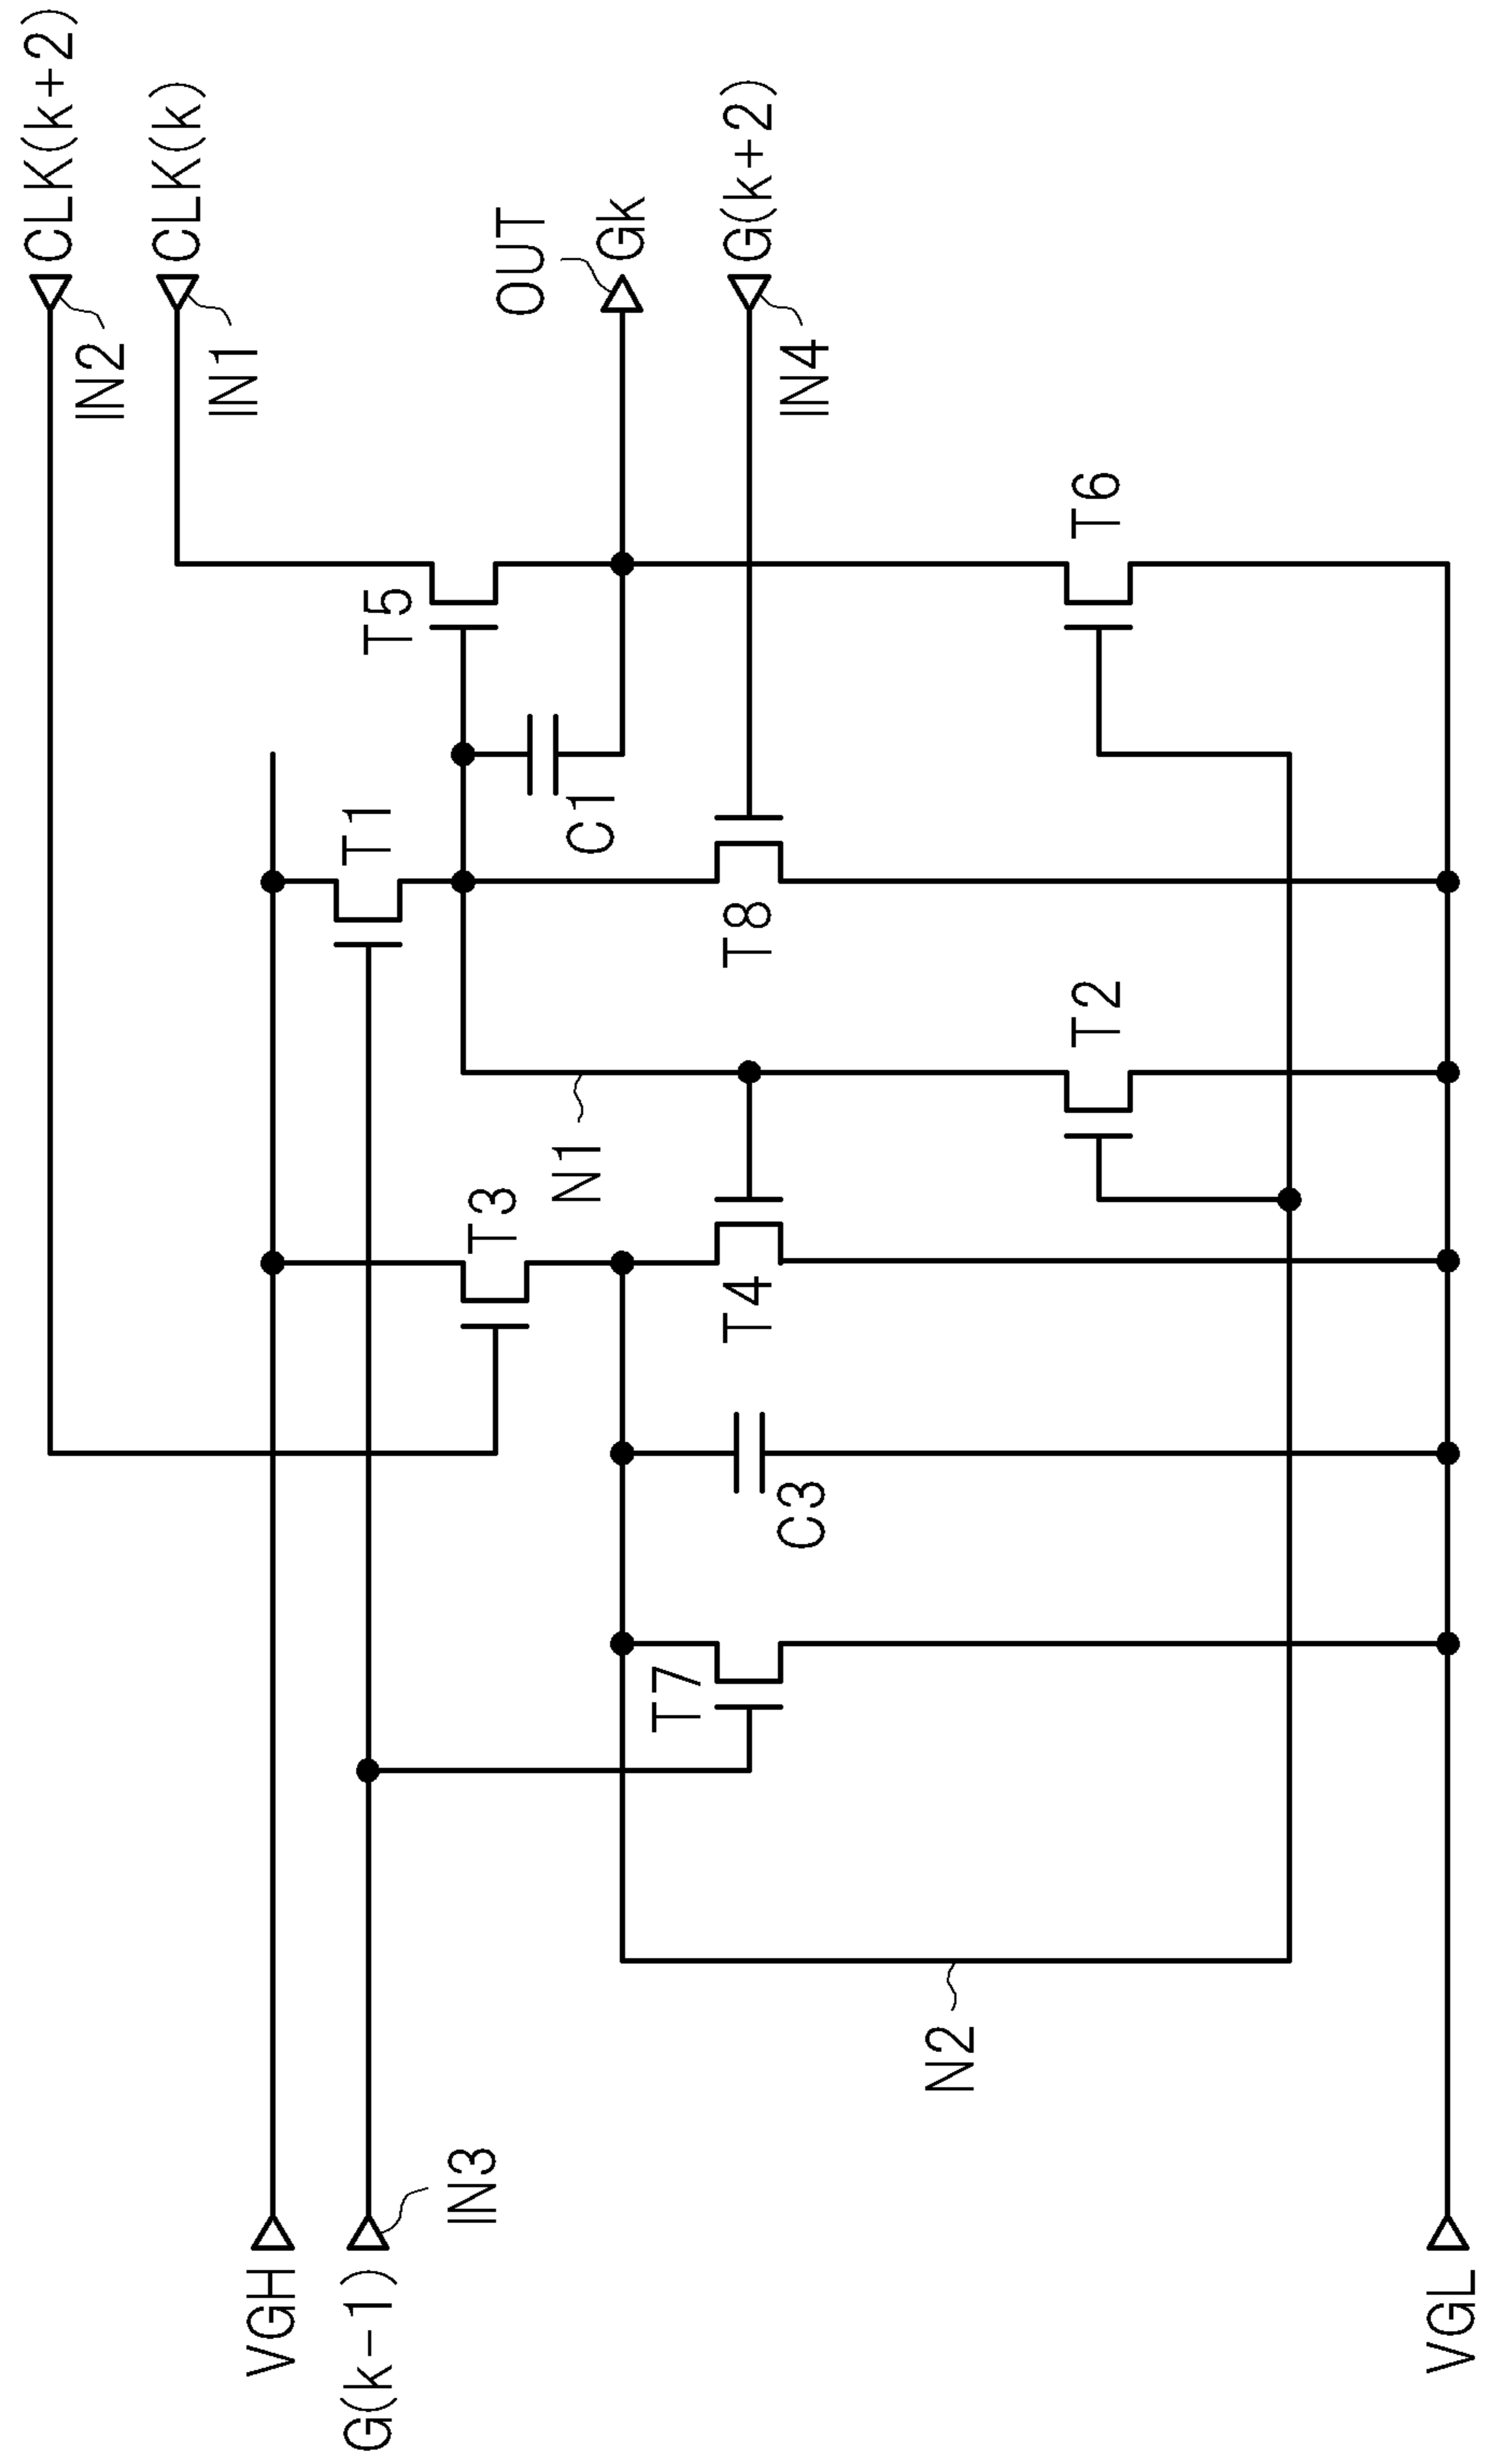 CLK(k+2)
IN2
CLK(k)
IN1
VGH
T1
T5
G(k-1)
IN3
T3
OUT
Gk
C1
N1
T7
T8
T4
G(k+2)
IN4
C3
N2
T2
T6
VGL